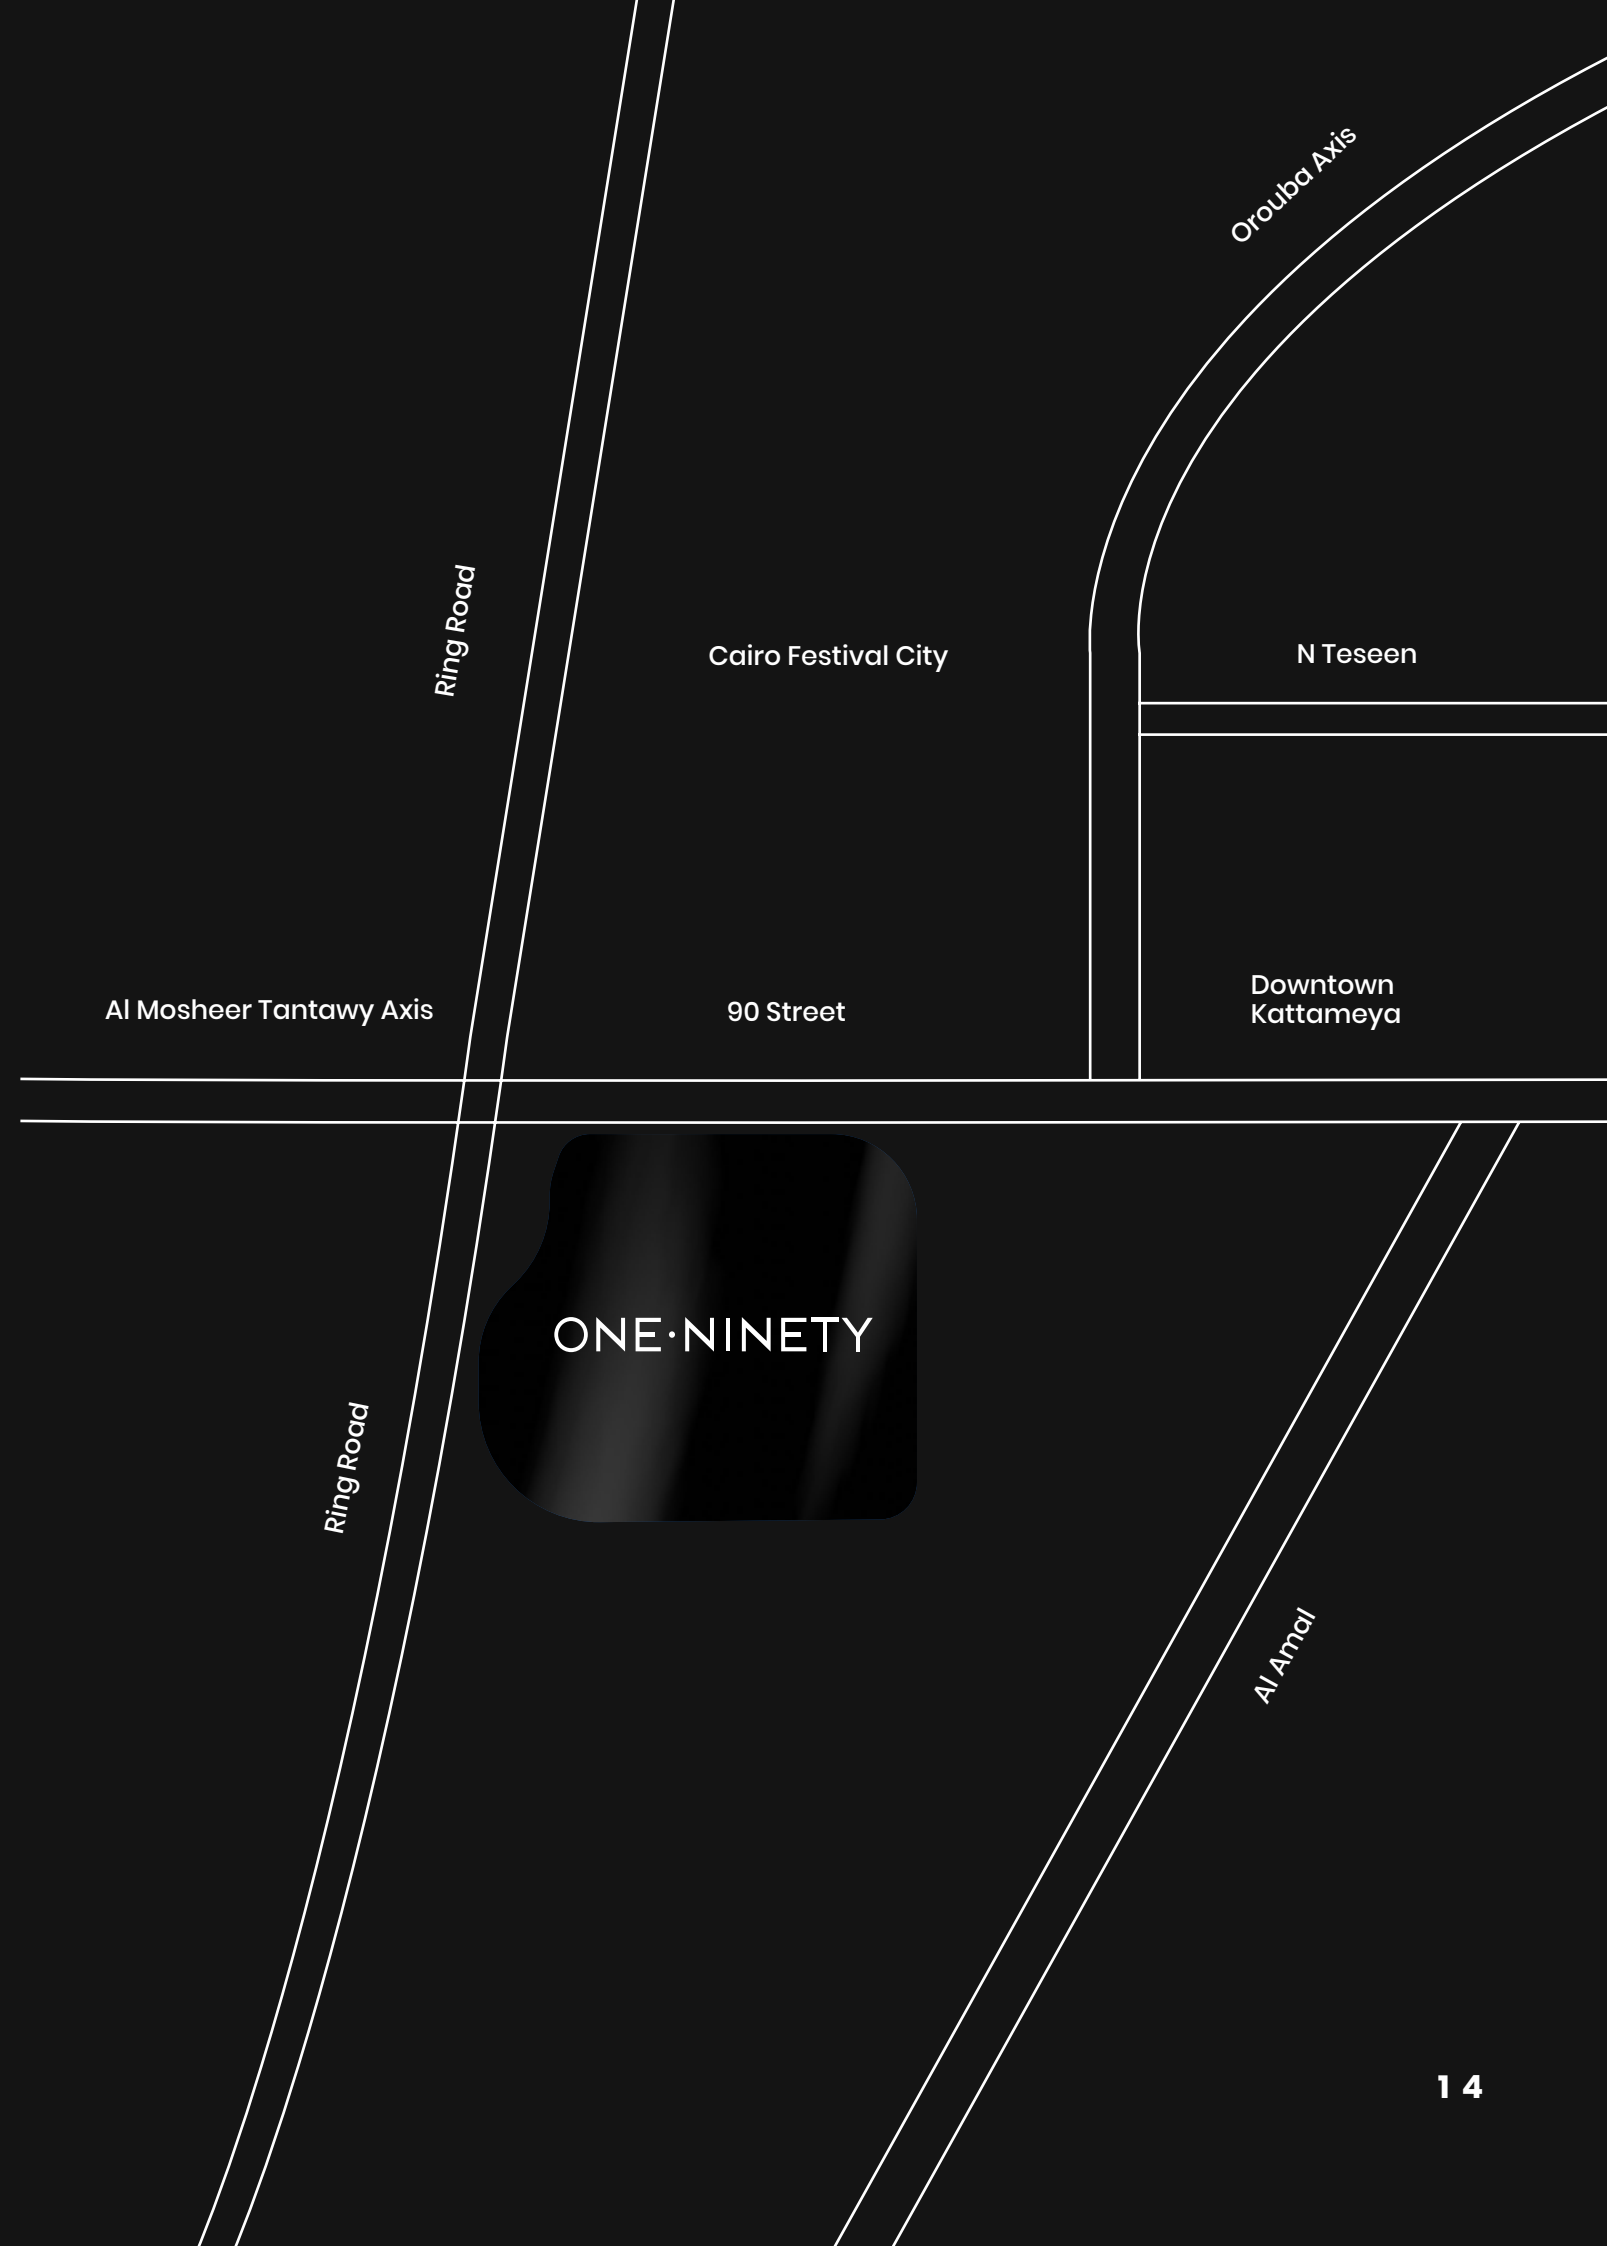 Orouba Axis
Ring Road
Cairo Festival City
N Teseen
Al Mosheer Tantawy Axis
90 Street
Downtown
Kattameya
ONE·NINETY
Ring Road
Al Amal
14